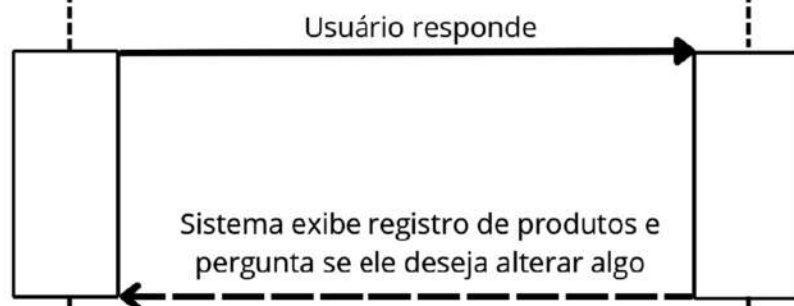 Usuário responde
Sistema exibe registro de produtos e
pergunta se ele deseja alterar algo